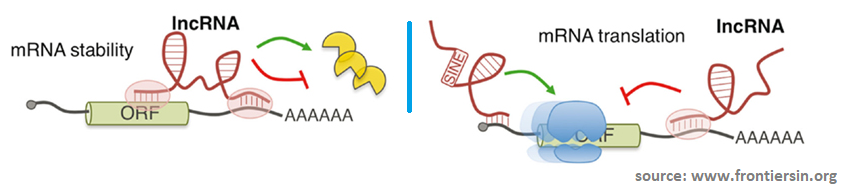 lncRNA
mRNA stability
ORF
AAAAAA
mRNA translation
lncRNA
SINE
ORF
AAAAAA
source: www.frontiersin.org